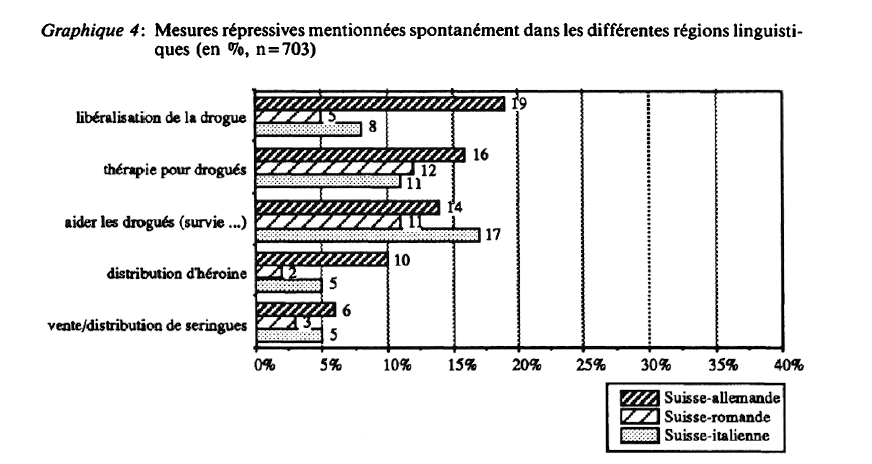 Graphique 4: Mesures répressives mentionnées spontanément dans les différentes régions linguisti-
ques (en %, n=703)
libéralisation de la drogue
19
5
8
thérapie pour drogués
16
12
11
aider les drogués (survie ...)
14
11
17
distribution d'héroine
10
2
5
vente/distribution de seringues
6
3
5
0% 5% 10% 15% 20% 25% 30% 35% 40%
Suisse-allemande
Suisse-romande
Suisse-italienne